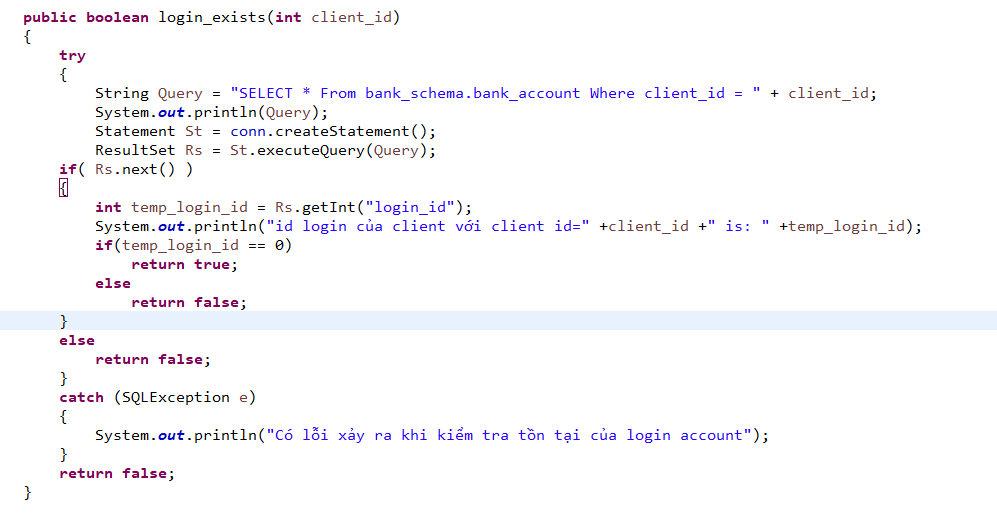 public boolean login_exists(int client_id)
{
    try
    {
        String Query = "SELECT * From bank_schema.bank_account Where client_id = " + client_id;
        System.out.println(Query);
        Statement St = conn.createStatement();
        ResultSet Rs = St.executeQuery(Query);
    if( Rs.next() )
    {
        int temp_login_id = Rs.getInt("login_id");
        System.out.println("id login của client với client id=" +client_id +" is: " +temp_login_id);
        if(temp_login_id == 0)
            return true;
        else
            return false;
    }
    else
        return false;
    }
    catch (SQLException e)
    {
        System.out.println("Có lỗi xảy ra khi kiểm tra tồn tại của login account");
    }
    return false;
}